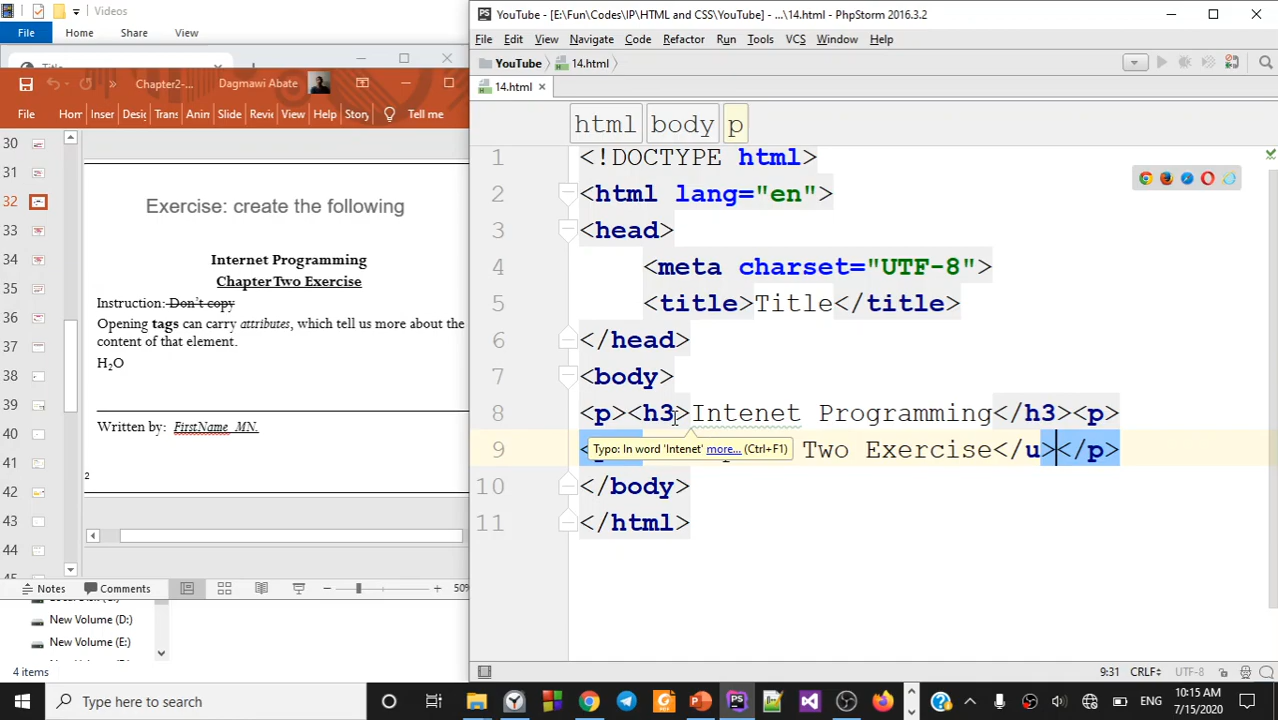 Videos
File Home Share View
Title
Chapter2-... Dagmawi Abate
File Hom Inser Desig Trans Anin Slide Revie View Help Story Tell me
30
31
32
33
34
35
36
37
38
39
40
41
42
43
44
Exercise: create the following
Internet Programming
Chapter Two Exercise
Instruction: Don't copy
Opening tags can carry attributes, which tell us more about the
content of that element.
H₂O
Written by: FirstName MN.
2
Notes Comments 50%
New Volume (D:)
New Volume (E:)
4 items
YouTube - [E:\Fun\Codes\IP\HTML and CSS\YouTube] - ...\14.html - PhpStorm 2016.3.2
File Edit View Navigate Code Refactor Run Tools VCS Window Help
YouTube 14.html
14.html
html body p
1 <!DOCTYPE html>
2 <html lang="en">
3 <head>
4 <meta charset="UTF-8">
5 <title>Title</title>
6 </head>
7 <body>
8 <p><h3>Intenet Programming</h3><p>
9 Two Exercise</u></p>
Typo: In word 'Intenet' more... (Ctrl+F1)
10 </body>
11 </html>
9:31 CRLF UTF-8
Type here to search
ENG
10:15 AM
7/15/2020